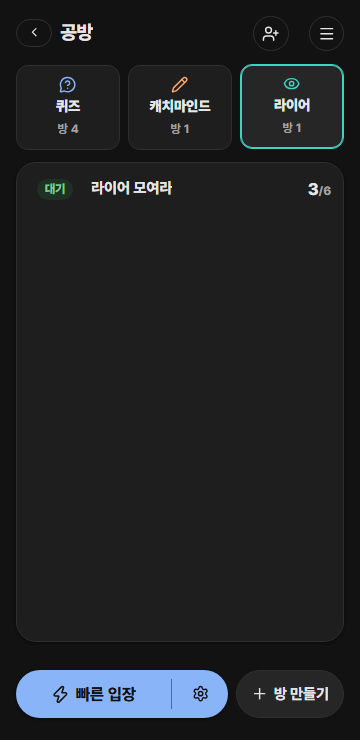 공방
퀴즈
방 4
캐치마인드
방 1
라이어
방 1
대기 라이어 모여라 3/6
빠른 입장
방 만들기